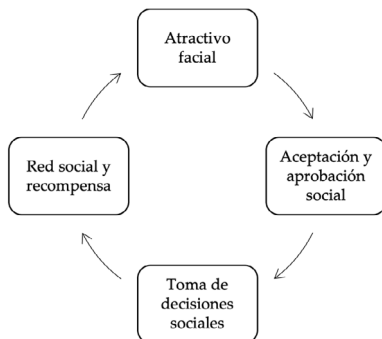 Atractivo
facial
Aceptación y
aprobación
social
Toma de
decisiones
sociales
Red social y
recompensa